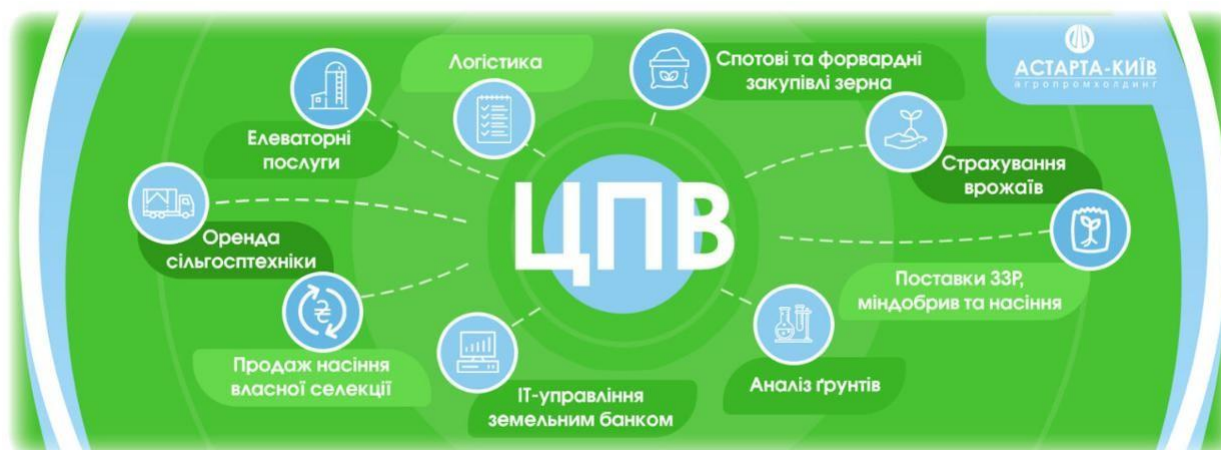 Логістика
Спотові та форвардні
закупівлі зерна
АСТАРТА-КИЇВ
агропромхолдинг
Елеваторні
послуги
Страхування
врожаїв
ЦПВ
Оренда
сільгосптехніки
Поставки ЗЗР,
міндобрив та насіння
₴
Продаж насіння
власної селекції
ІТ-управління
земельним банком
Аналіз ґрунтів